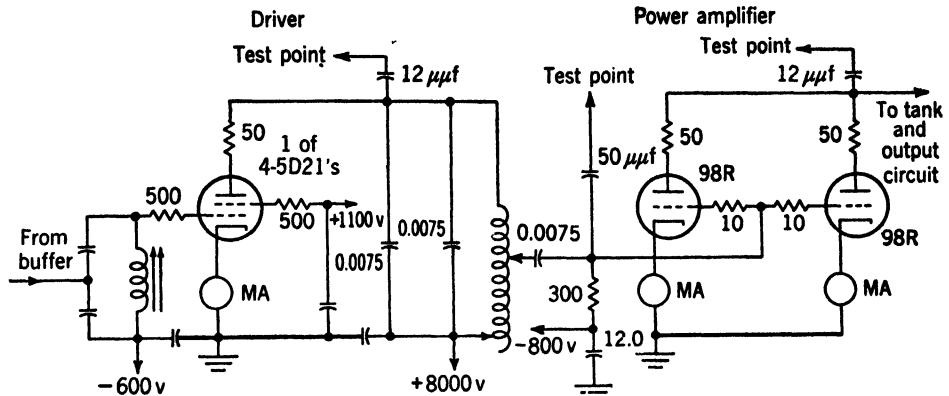 Driver
Power amplifier
Test point
12 μμf
Test point
12 μμf
Test point
To tank
and
output
circuit
50
1 of
4-5D21's
50
50
50 μμf
98R
98R
500
500
+1100 v
10
10
From
buffer
0.0075
0.0075
0.0075
MA
300
MA
MA
-800 v
12.0
-600 v
+8000 v